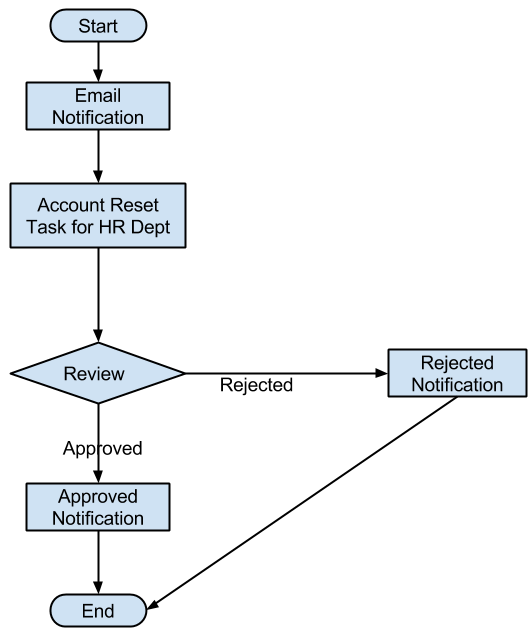 Start
Email
Notification
Account Reset
Task for HR Dept
Review
Rejected
Rejected
Notification
Approved
Approved
Notification
End